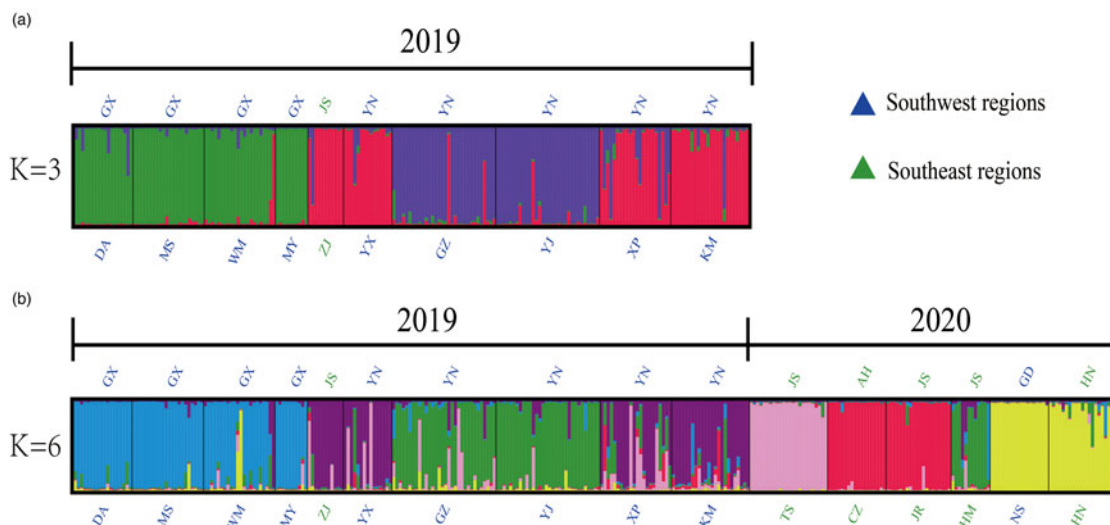 (a)
2019
GX GX GX GX JS YN YN YN YN YN
Southwest regions
Southeast regions
K=3
DA MS WM MY ZJ YX GZ YJ XP KM
(b)
2019 2020
GX GX GX GX JS YN YN YN YN YN JS AH JS JS GD HN
K=6
DA MS WM MY ZJ YX GZ YJ XP KM TS CZ JR HM NS HN